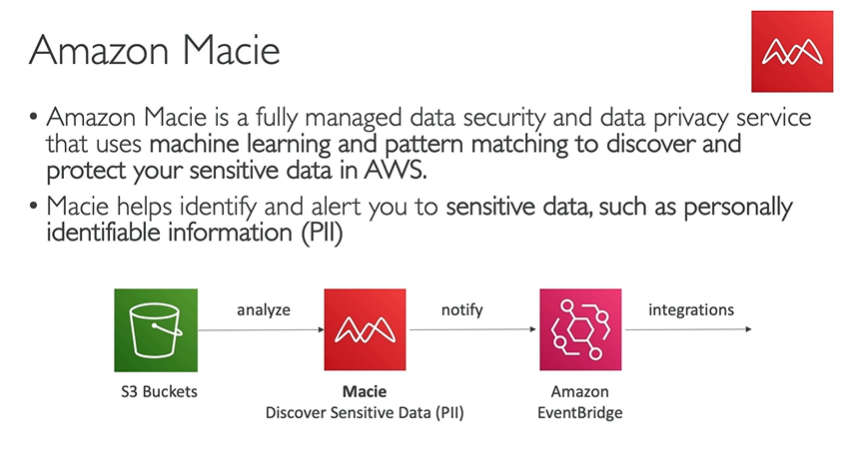 Amazon Macie
• Amazon Macie is a fully managed data security and data privacy service
that uses machine learning and pattern matching to discover and
protect your sensitive data in AWS.
• Macie helps identify and alert you to sensitive data, such as personally
identifiable information (PII)
analyze
notify
integrations
S3 Buckets
Macie
Discover Sensitive Data (PII)
Amazon
EventBridge